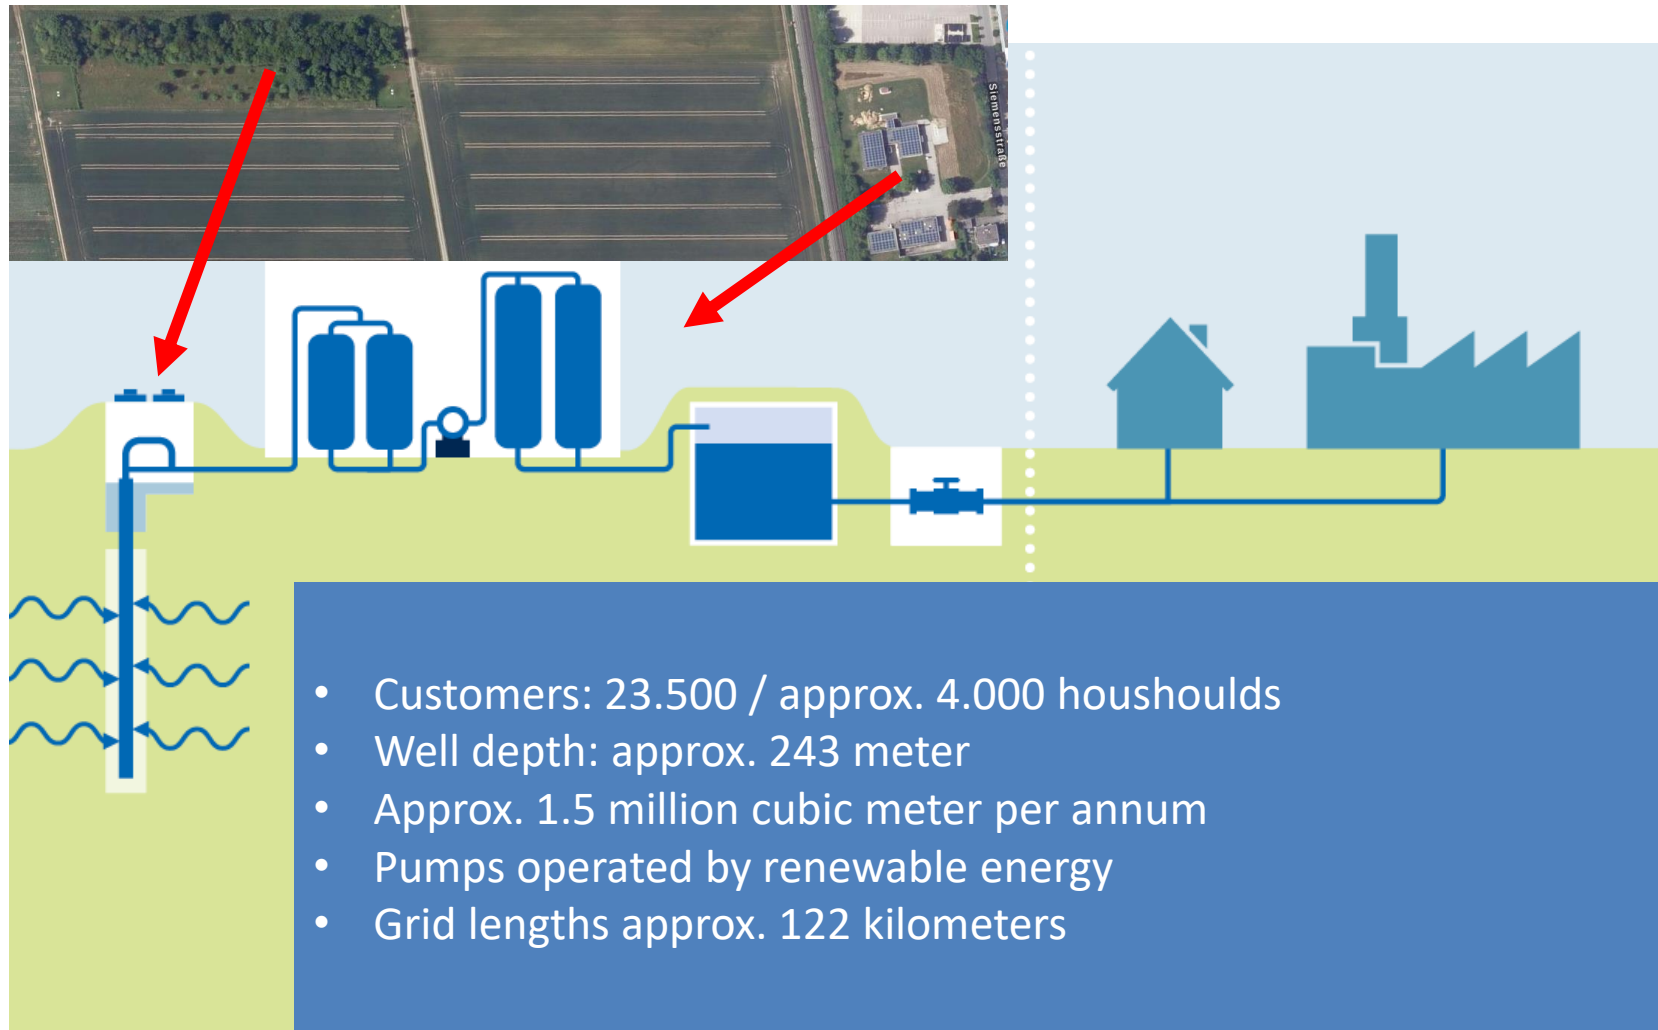 Siemensstraße
• Customers: 23.500 / approx. 4.000 houshoulds
• Well depth: approx. 243 meter
• Approx. 1.5 million cubic meter per annum
• Pumps operated by renewable energy
• Grid lengths approx. 122 kilometers